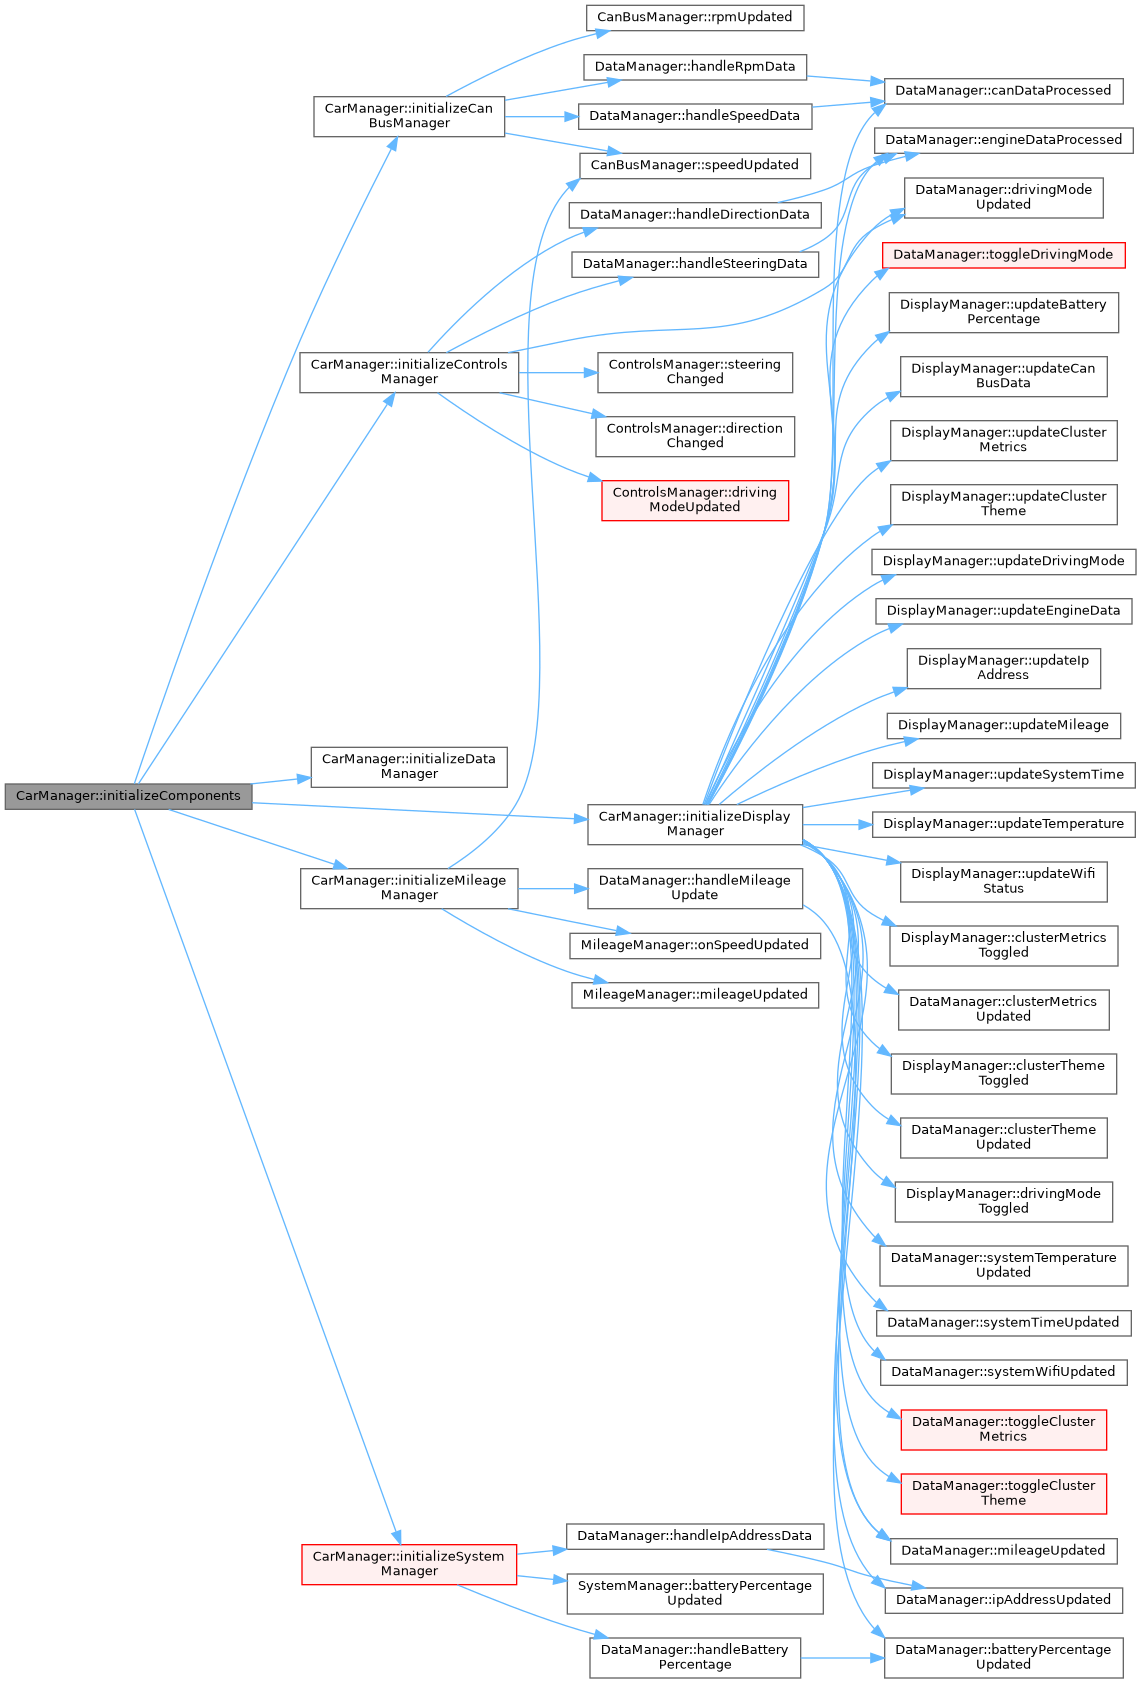 CanBusManager::rpmUpdated
DataManager::handleRpmData
DataManager::canDataProcessed
CarManager::initializeCan
BusManager
DataManager::handleSpeedData
DataManager::engineDataProcessed
CanBusManager::speedUpdated
DataManager::drivingMode
Updated
DataManager::handleDirectionData
DataManager::toggleDrivingMode
DataManager::handleSteeringData
DisplayManager::updateBattery
Percentage
CarManager::initializeControls
Manager
ControlsManager::steering
Changed
DisplayManager::updateCan
BusData
ControlsManager::direction
Changed
DisplayManager::updateCluster
Metrics
ControlsManager::driving
ModeUpdated
DisplayManager::updateCluster
Theme
DisplayManager::updateDrivingMode
DisplayManager::updateEngineData
DisplayManager::updateIp
Address
DisplayManager::updateMileage
CarManager::initializeData
Manager
DisplayManager::updateSystemTime
CarManager::initializeComponents
CarManager::initializeDisplay
Manager
DisplayManager::updateTemperature
CarManager::initializeMileage
Manager
DataManager::handleMileage
Update
DisplayManager::updateWifi
Status
MileageManager::onSpeedUpdated
DisplayManager::clusterMetrics
Toggled
MileageManager::mileageUpdated
DataManager::clusterMetrics
Updated
DisplayManager::clusterTheme
Toggled
DataManager::clusterTheme
Updated
DisplayManager::drivingMode
Toggled
DataManager::systemTemperature
Updated
DataManager::systemTimeUpdated
DataManager::systemWifiUpdated
DataManager::toggleCluster
Metrics
DataManager::toggleCluster
Theme
DataManager::handleIpAddressData
DataManager::mileageUpdated
CarManager::initializeSystem
Manager
SystemManager::batteryPercentage
Updated
DataManager::ipAddressUpdated
DataManager::handleBattery
Percentage
DataManager::batteryPercentage
Updated